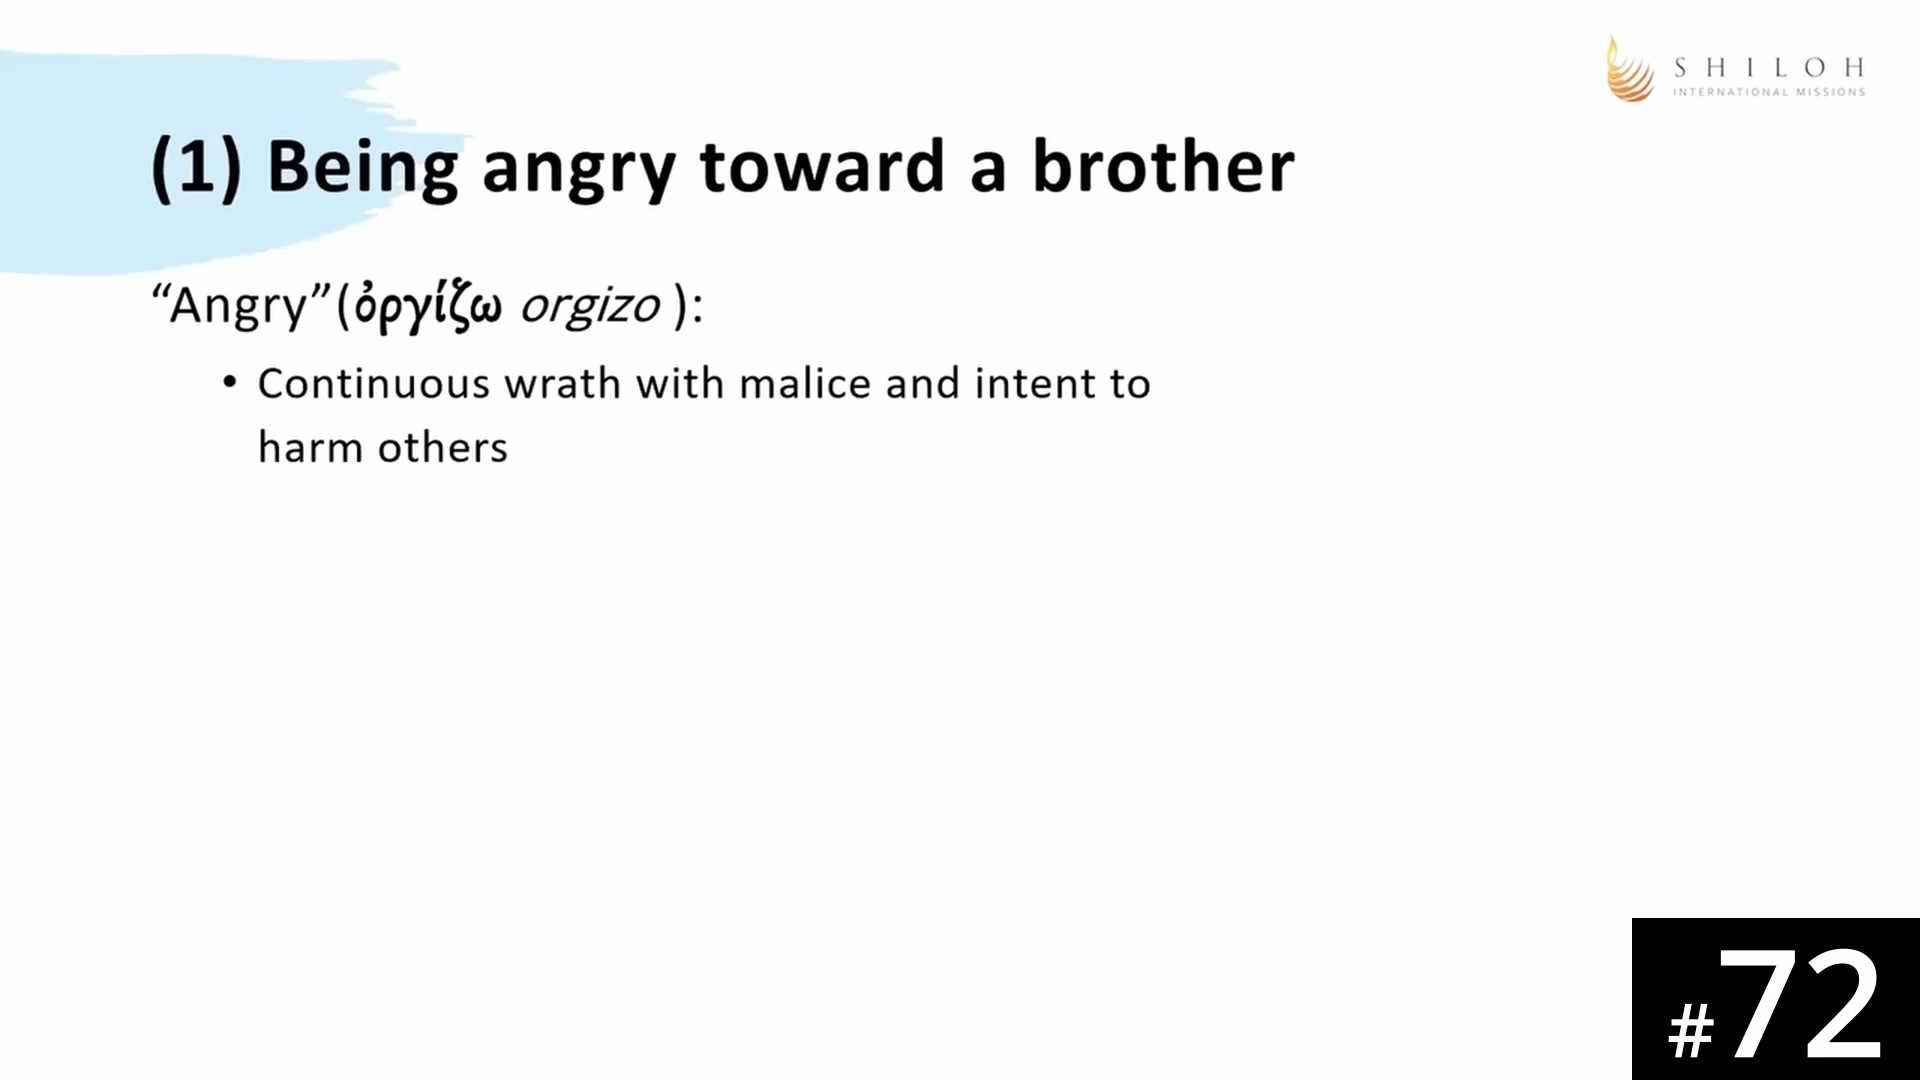 SHILOH
INTERNATIONAL MISSIONS
(1) Being angry toward a brother
“Angry”(ὀργίζω orgizo ):
• Continuous wrath with malice and intent to
harm others
#72